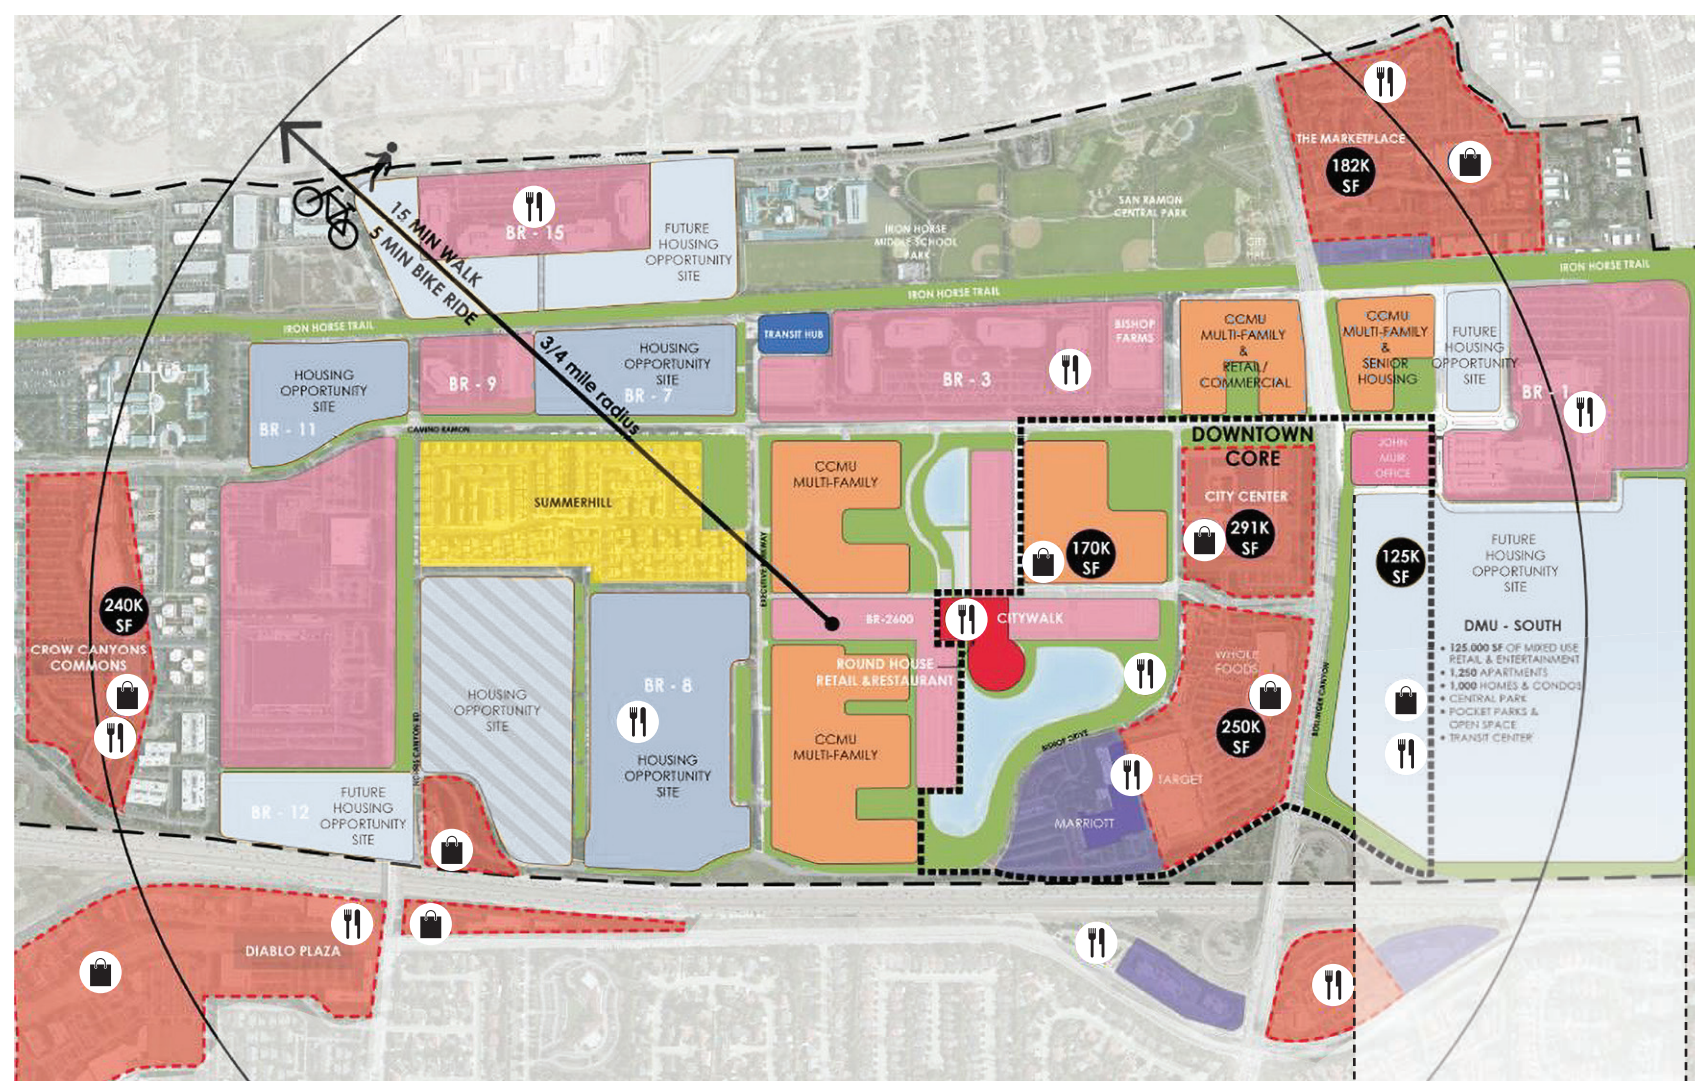 THE MARKETPLACE
182K
SF
BR - 15
15 MIN WALK
5 MIN BIKE RIDE
3/4 mile radius
FUTURE
HOUSING
OPPORTUNITY
SITE
IRON HORSE
MIDDLE SCHOOL
PARK
SAN RAMON
CENTRAL PARK
CITY
HALL
IRON HORSE TRAIL
IRON HORSE TRAIL
IRON HORSE TRAIL
HOUSING
OPPORTUNITY
SITE
BR - 11
BR - 9
HOUSING
OPPORTUNITY
SITE
BR - 7
TRANSIT HUB
BISHOP
FARMS
BR - 3
CCMU
MULTI-FAMILY
&
RETAIL/
COMMERCIAL
CCMU
MULTI-FAMILY
&
SENIOR
HOUSING
FUTURE
HOUSING
OPPORTUNITY
SITE
BR - 1
CAMINO RAMON
DOWNTOWN
CORE
JOHN
MUIR
OFFICE
SUMMERHILL
CCMU
MULTI-FAMILY
CITY CENTER
291K
SF
170K
SF
125K
SF
FUTURE
HOUSING
OPPORTUNITY
SITE
EXECUTIVE PARKWAY
240K
SF
CROW CANYONS
COMMONS
BR-2600
CITYWALK
DMU - SOUTH
• 125,000 SF OF MIXED USE
RETAIL & ENTERTAINMENT
• 1,250 APARTMENTS
• 1,000 HOMES & CONDOS
• CENTRAL PARK
• POCKET PARKS &
OPEN SPACE
• TRANSIT CENTER
ROUND HOUSE
RETAIL &RESTAURANT
WHOLE
FOODS
250K
SF
BOLLINGER CANYON
HOUSING
OPPORTUNITY
SITE
BR - 8
HOUSING
OPPORTUNITY
SITE
CCMU
MULTI-FAMILY
BISHOP DRIVE
TARGET
MARRIOTT
NORRIS CANYON RD
BR - 12
FUTURE
HOUSING
OPPORTUNITY
SITE
DIABLO PLAZA